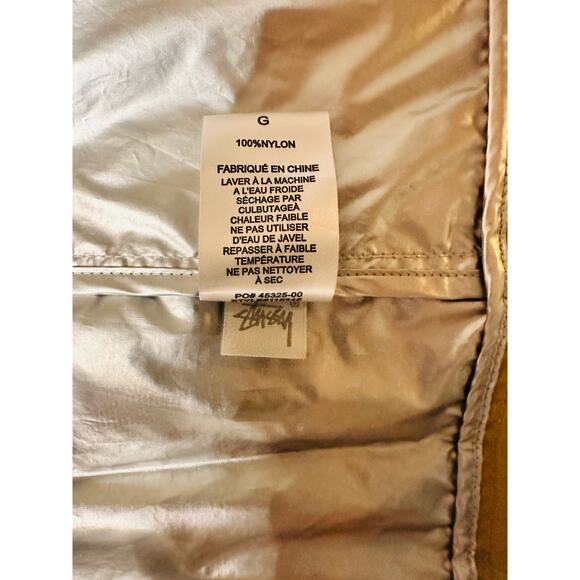 G
100%NYLON
FABRIQUÉ EN CHINE
LAVER À LA MACHINE
A L'EAU FROIDE
SÉCHAGE PAR
CULBUTAGEÀ
CHALEUR FAIBLE
NE PAS UTILISER
D'EAU DE JAVEL
REPASSER À FAIBLE
TEMPÉRATURE
NE PAS NETTOYER
À SEC
PO# 45325-00
Stüssy